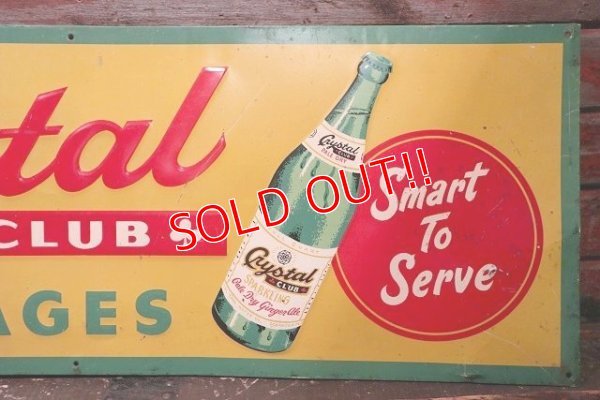 stal
CLUB &
AGES
Crystal
CLUB
PALE DRY
Crystal
CLUB
SPARKLING
Pale Dry Ginger Ale
Smart
To
Serve
SOLD OUT!!